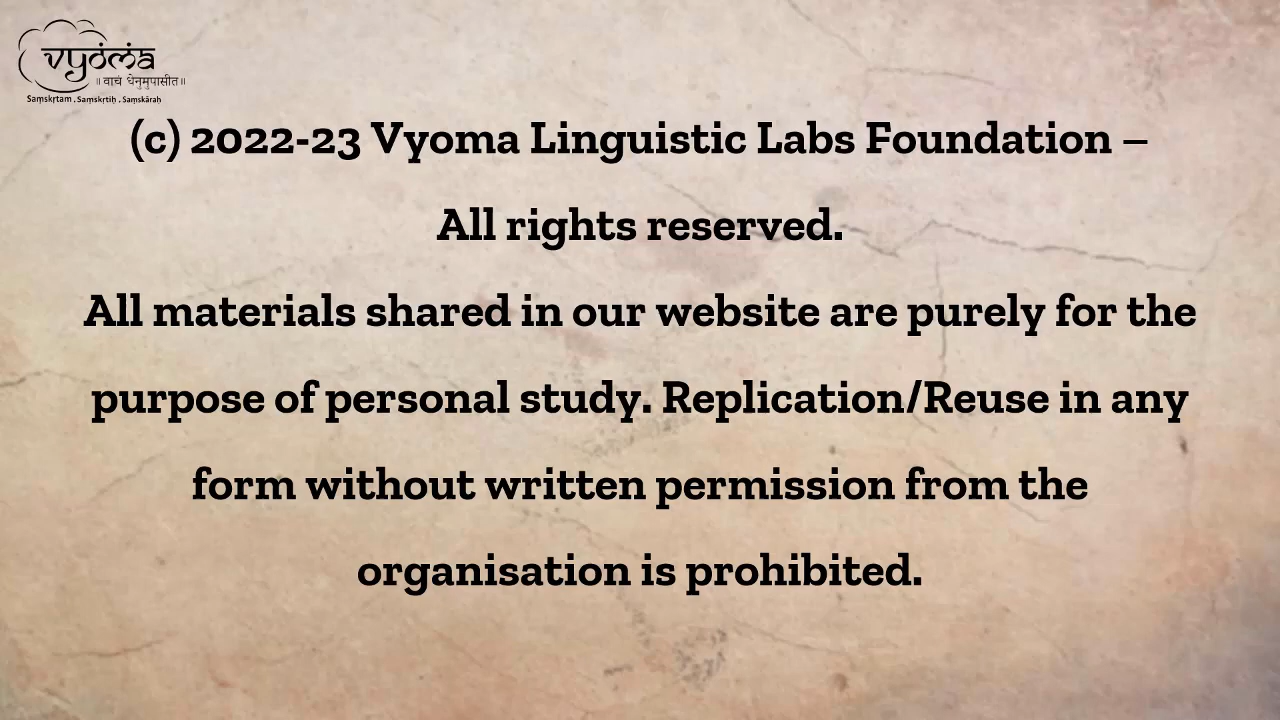 vyoma
॥ वाचं धेनुमुपासीत॥
Saṃskṛtam . Saṃskṛtiḥ . Saṃskāraḥ
(c) 2022-23 Vyoma Linguistic Labs Foundation –
All rights reserved.
All materials shared in our website are purely for the
purpose of personal study. Replication/Reuse in any
form without written permission from the
organisation is prohibited.